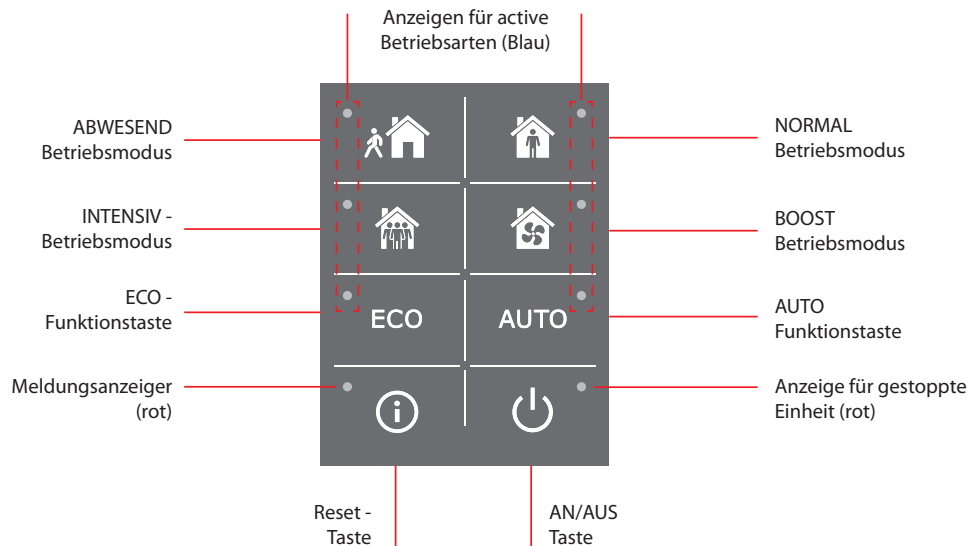 Anzeigen für active
Betriebsarten (Blau)
ABWESEND
Betriebsmodus
NORMAL
Betriebsmodus
INTENSIV -
Betriebsmodus
BOOST
Betriebsmodus
ECO -
Funktionstaste
ECO
AUTO
AUTO
Funktionstaste
Meldungsanzeiger
(rot)
Anzeige für gestoppte
Einheit (rot)
Reset -
Taste
AN/AUS
Taste